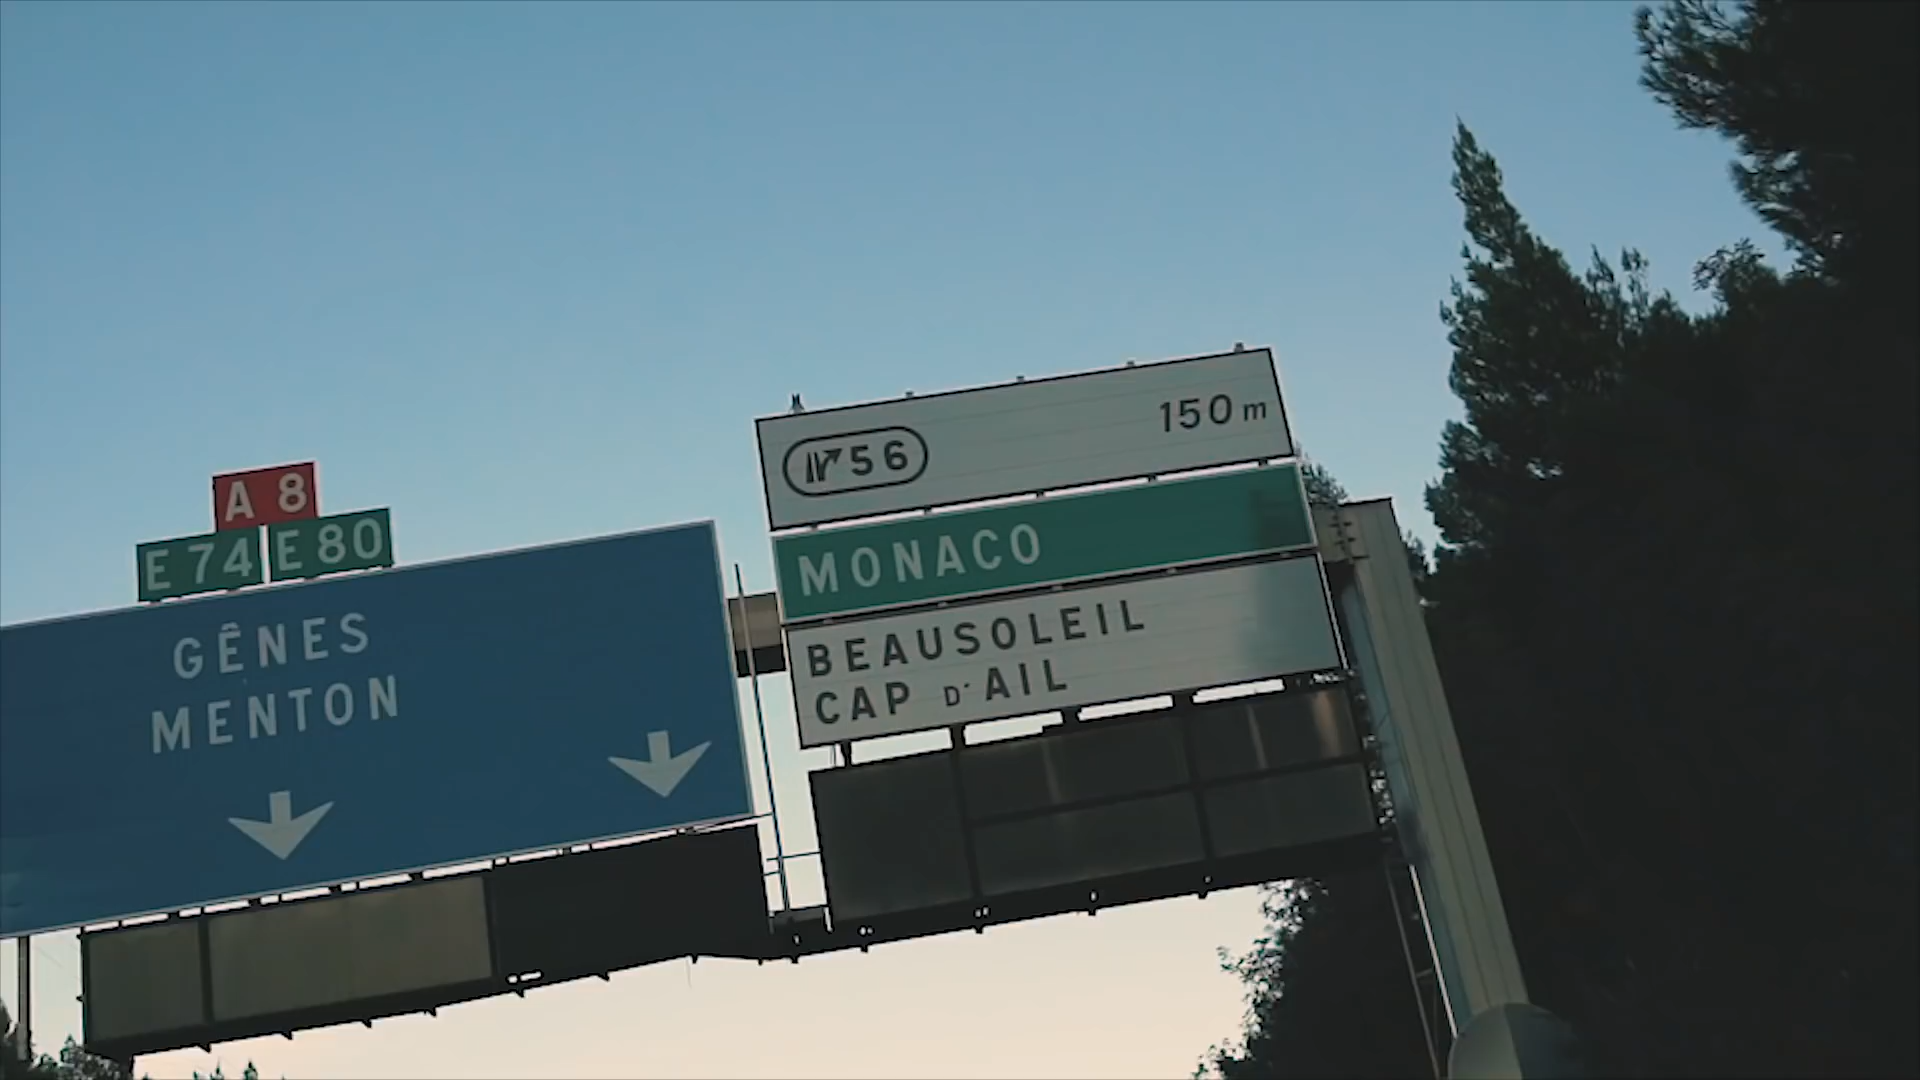 A 8
E 74 E 80
GÊNES
MENTON
56 150 m
MONACO
BEAUSOLEIL
CAP D'AIL